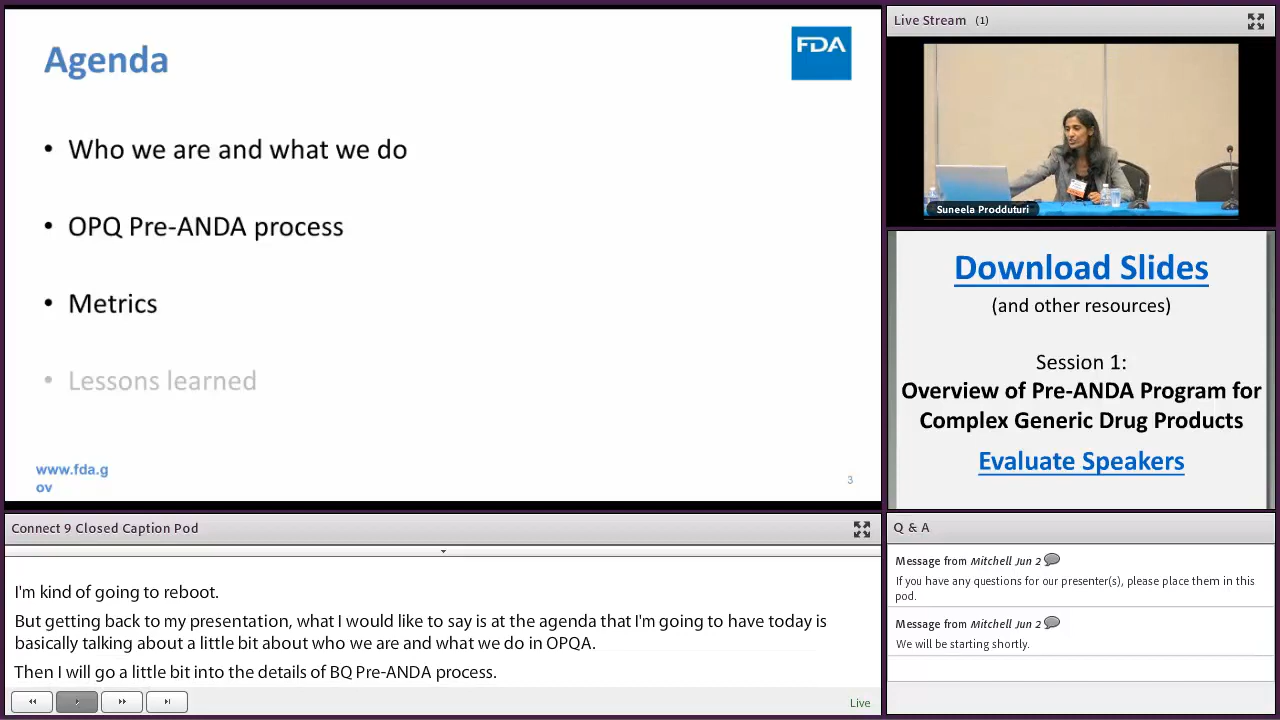 Agenda
FDA
• Who we are and what we do
• OPQ Pre-ANDA process
• Metrics
• Lessons learned
www.fda.g
ov
3
Live Stream (1)
Suneela Prodduturi
Download Slides
(and other resources)
Session 1:
Overview of Pre-ANDA Program for
Complex Generic Drug Products
Evaluate Speakers
Connect 9 Closed Caption Pod
I'm kind of going to reboot.
But getting back to my presentation, what I would like to say is at the agenda that I'm going to have today is
basically talking about a little bit about who we are and what we do in OPQA.
Then I will go a little bit into the details of BQ Pre-ANDA process.
Live
Q & A
Message from Mitchell Jun 2
If you have any questions for our presenter(s), please place them in this
pod.
Message from Mitchell Jun 2
We will be starting shortly.